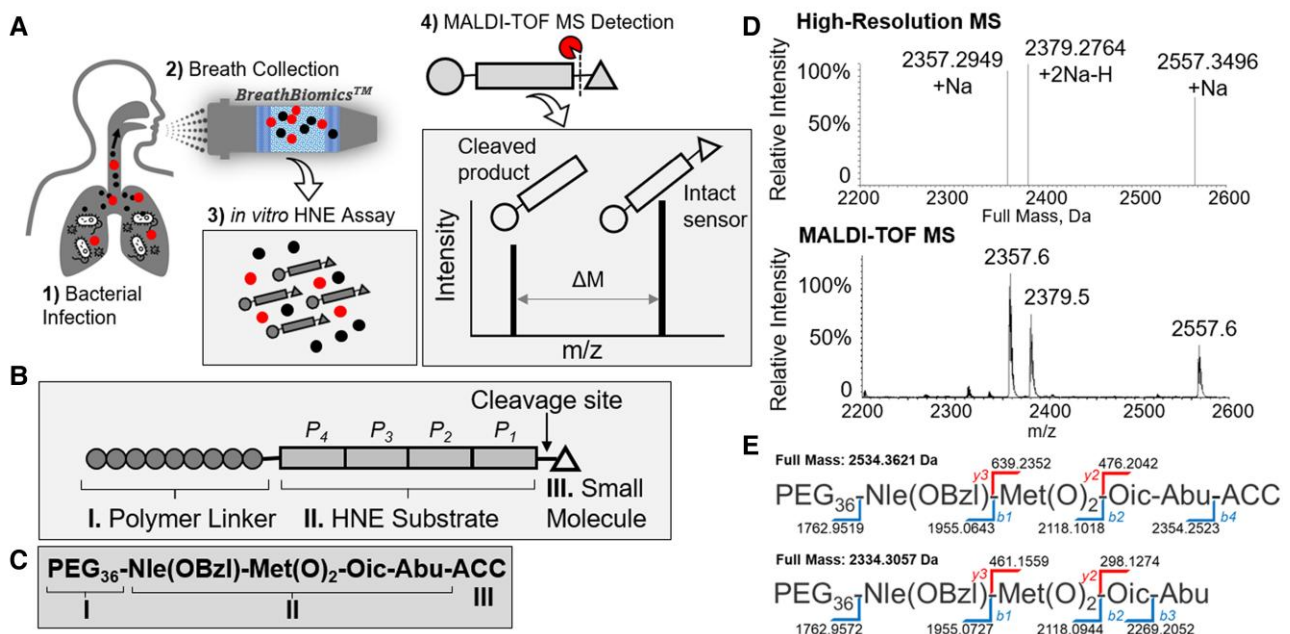 A
1) Bacterial
Infection
2) Breath Collection
BreathBiomics™
3) in vitro HNE Assay
4) MALDI-TOF MS Detection
Cleaved
product
Intact
sensor
Intensity
ΔM
m/z
B
Cleavage site
P4 P3 P2 P1
I. Polymer Linker
II. HNE Substrate
III. Small
Molecule
C
PEG36-Nle(OBzl)-Met(O)2-Oic-Abu-ACC
I II III
D
High-Resolution MS
2357.2949
+Na
2379.2764
+2Na-H
2557.3496
+Na
Relative Intensity
100%
50%
0
2200 2300 2400 2500 2600
Full Mass, Da
MALDI-TOF MS
2357.6
2379.5
2557.6
Relative Intensity
100%
50%
0
2200 2300 2400 2500 2600
m/z
E
Full Mass: 2534.3621 Da
y3 639.2352 y2 476.2042
PEG36-Nle(OBzl)-Met(O)2-Oic-Abu-ACC
1762.9519 1955.0643 b1 2118.1018 b2 2354.2523 b4
Full Mass: 2334.3057 Da
y3 461.1559 y2 298.1274
PEG36-Nle(OBzl)-Met(O)2-Oic-Abu
1762.9572 1955.0727 b1 2118.0944 b2 2269.2052 b3